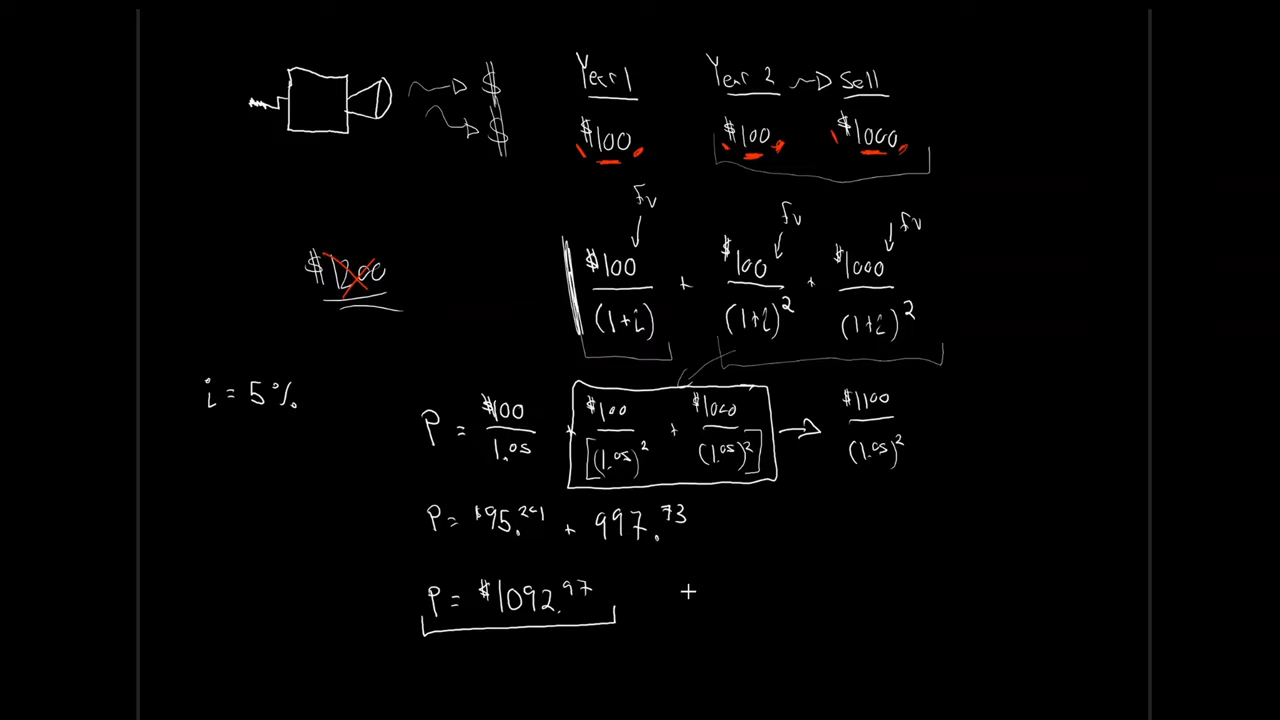 $ Year 1 Year 2 Sell
$ $100 $100 $1000
Fv Fv Fv
$1200 $100 + $100 + $1000
(1+i) (1+i)² (1+i)²
i = 5%
P = $100 + $100 + $1000 → $1100
1.05 [(1.05)² (1.05)²] (1.05)²
P = $95.24 + 997.73
P = $1092.97 +